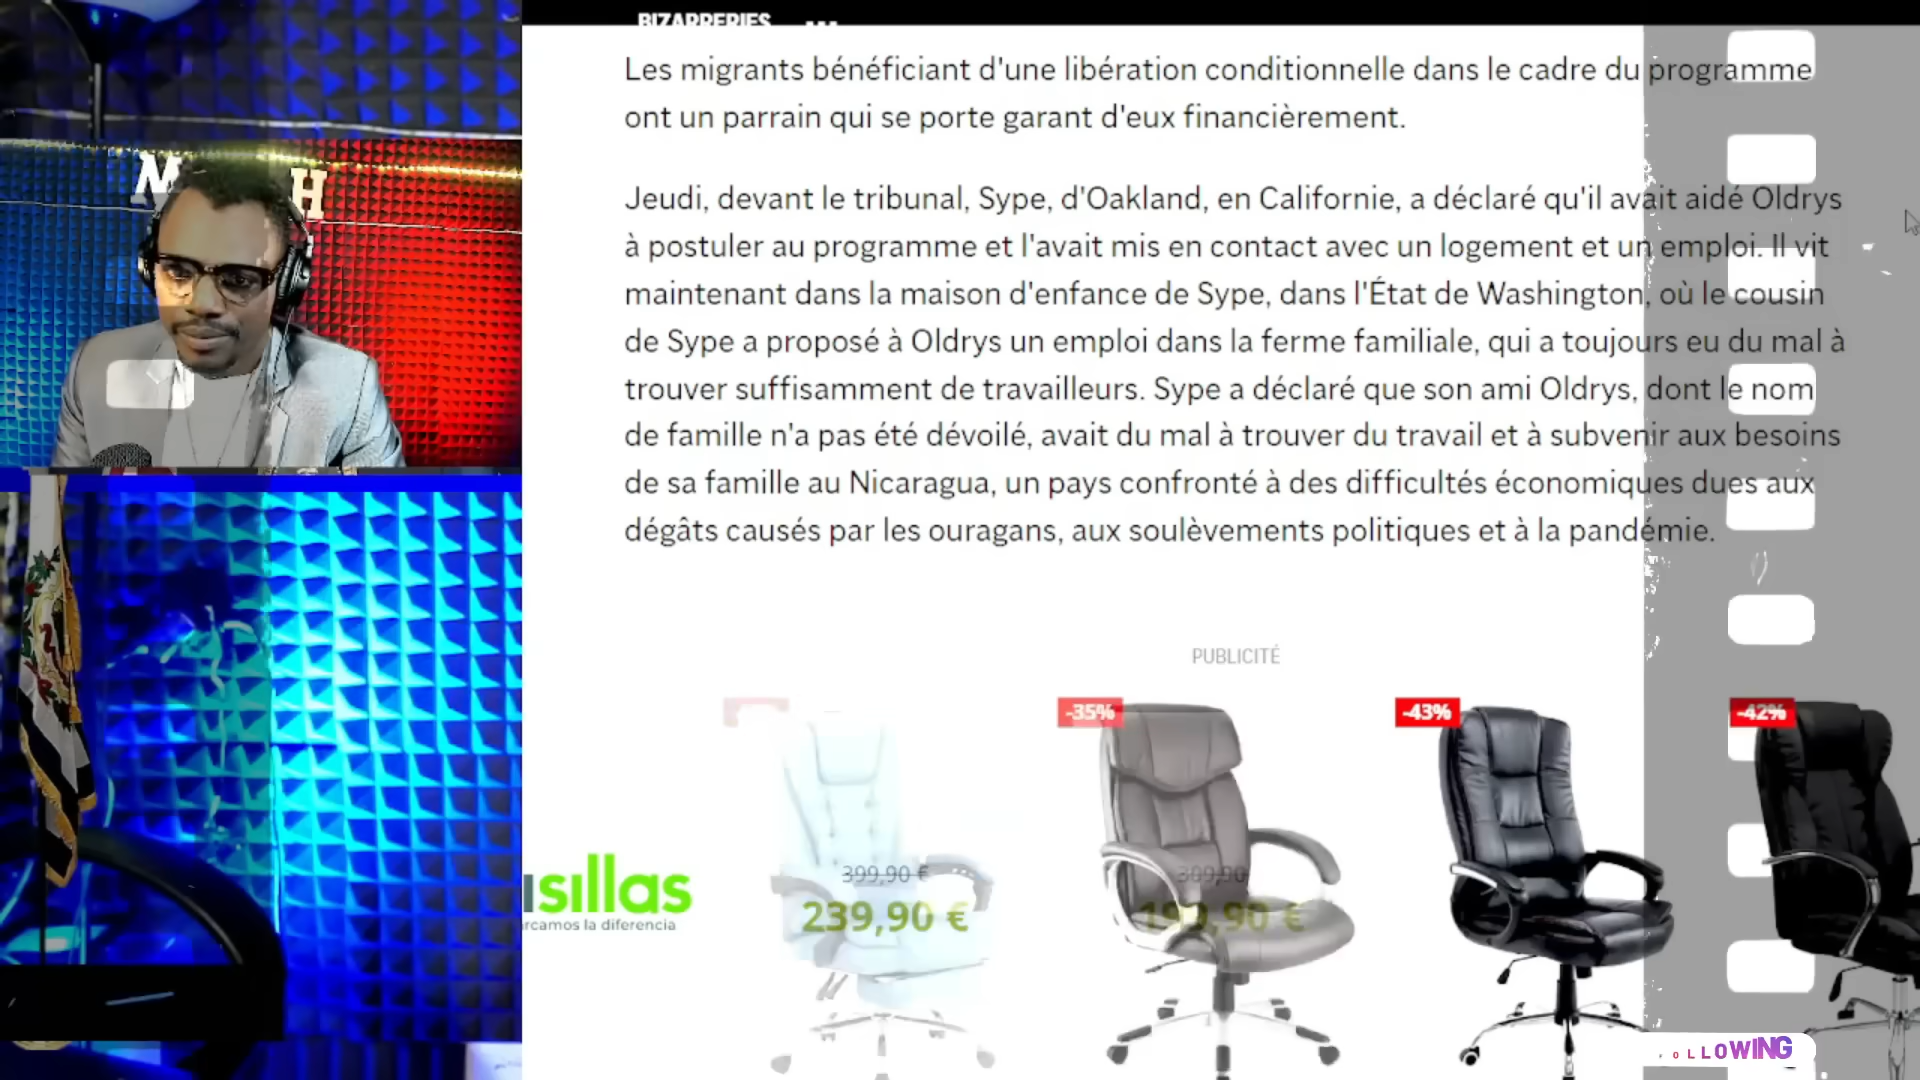 BIZARRERIES ...
Les migrants bénéficiant d'une libération conditionnelle dans le cadre du programme
ont un parrain qui se porte garant d'eux financièrement.
Jeudi, devant le tribunal, Sype, d'Oakland, en Californie, a déclaré qu'il avait aidé Oldrys
à postuler au programme et l'avait mis en contact avec un logement et un emploi. Il vit
maintenant dans la maison d'enfance de Sype, dans l'État de Washington, où le cousin
de Sype a proposé à Oldrys un emploi dans la ferme familiale, qui a toujours eu du mal à
trouver suffisamment de travailleurs. Sype a déclaré que son ami Oldrys, dont le nom
de famille n'a pas été dévoilé, avait du mal à trouver du travail et à subvenir aux besoins
de sa famille au Nicaragua, un pays confronté à des difficultés économiques dues aux
dégâts causés par les ouragans, aux soulèvements politiques et à la pandémie.
PUBLICITÉ
-35%
-43%
-42%
399,90 €
239,90 €
sillas
rcamos la diferencia
OLLOWING
M
H